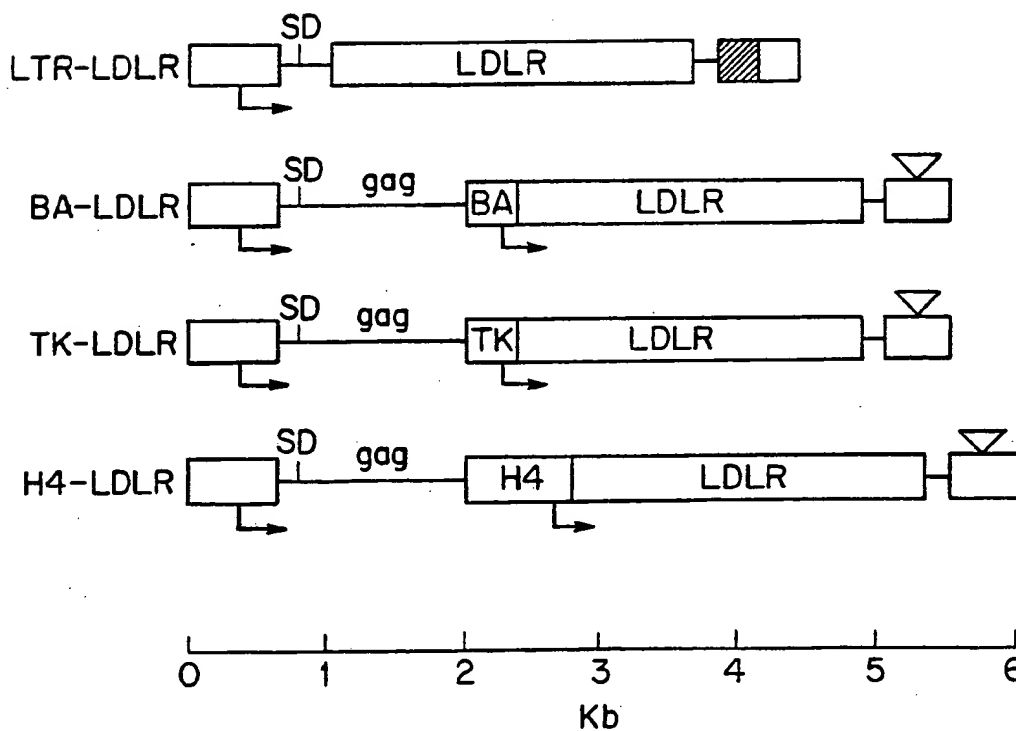 SD
LTR-LDLR LDLR
SD gag
BA-LDLR BA LDLR
SD gag
TK-LDLR TK LDLR
SD gag
H4-LDLR H4 LDLR
0 1 2 3 4 5 6
Kb